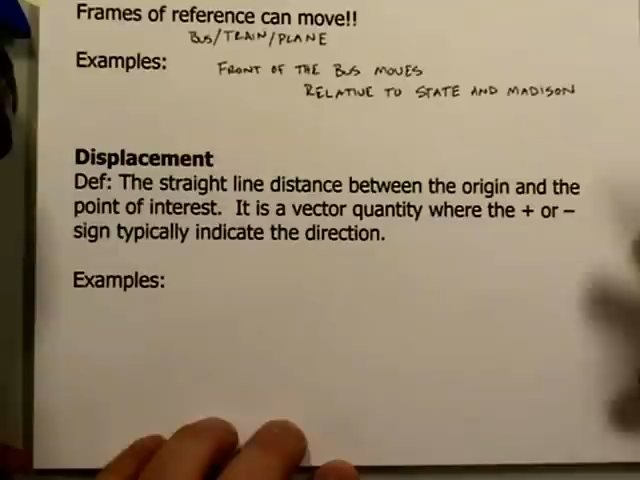 Frames of reference can move!!
BUS/TRAIN/PLANE
Examples: FRONT OF THE BUS MOVES
RELATIVE TO STATE AND MADISON
Displacement
Def: The straight line distance between the origin and the
point of interest. It is a vector quantity where the + or –
sign typically indicate the direction.
Examples: